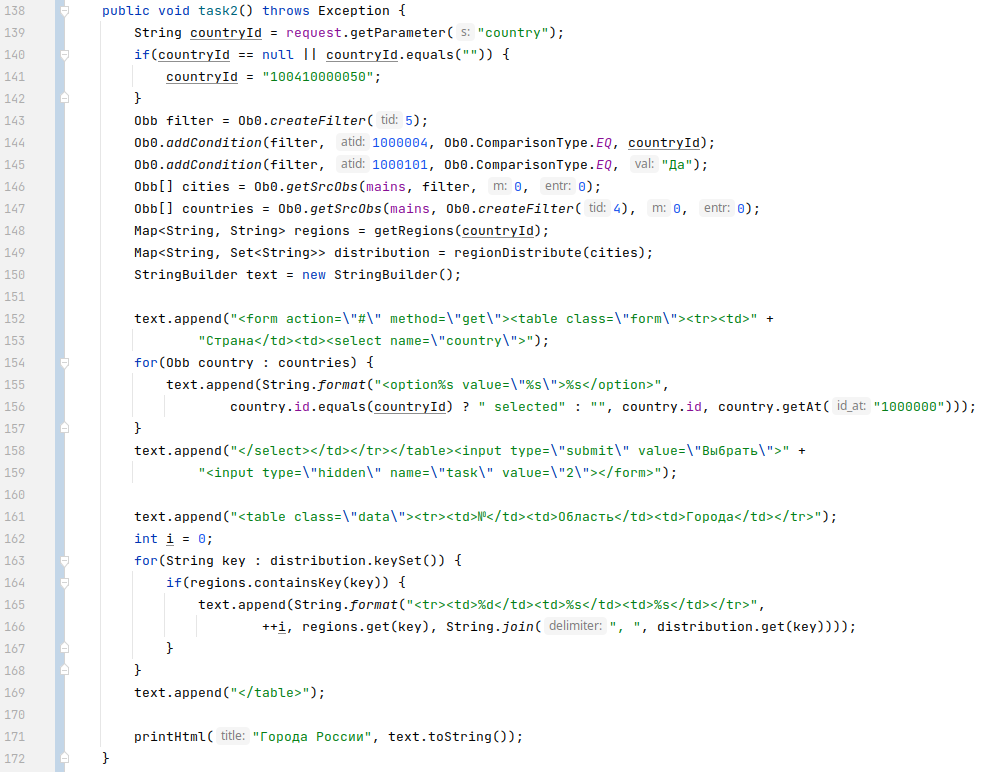 138 public void task2() throws Exception {
139 String countryId = request.getParameter( s: "country");
140 if(countryId == null || countryId.equals("")) {
141 countryId = "100410000050";
142 }
143 Obb filter = Ob0.createFilter( tid: 5);
144 Ob0.addCondition(filter, atid: 1000004, Ob0.ComparisonType.EQ, countryId);
145 Ob0.addCondition(filter, atid: 1000101, Ob0.ComparisonType.EQ, val: "Да");
146 Obb[] cities = Ob0.getSrcObs(mains, filter, m: 0, entr: 0);
147 Obb[] countries = Ob0.getSrcObs(mains, Ob0.createFilter( tid: 4), m: 0, entr: 0);
148 Map<String, String> regions = getRegions(countryId);
149 Map<String, Set<String>> distribution = regionDistribute(cities);
150 StringBuilder text = new StringBuilder();
151
152 text.append("<form action=\"#\" method=\"get\"><table class=\"form\"><tr><td>" +
153 "Страна</td><td><select name=\"country\">");
154 for(Obb country : countries) {
155 text.append(String.format("<option%s value=\"%s\">%s</option>",
156 country.id.equals(countryId) ? " selected" : "", country.id, country.getAt( id_at: "1000000")));
157 }
158 text.append("</select></td></tr></table><input type=\"submit\" value=\"Выбрать\">" +
159 "<input type=\"hidden\" name=\"task\" value=\"2\"></form>");
160
161 text.append("<table class=\"data\"><tr><td>№</td><td>Область</td><td>Города</td></tr>");
162 int i = 0;
163 for(String key : distribution.keySet()) {
164 if(regions.containsKey(key)) {
165 text.append(String.format("<tr><td>%d</td><td>%s</td><td>%s</td></tr>",
166 ++i, regions.get(key), String.join( delimiter: ", ", distribution.get(key))));
167 }
168 }
169 text.append("</table>");
170
171 printHtml( title: "Города России", text.toString());
172 }